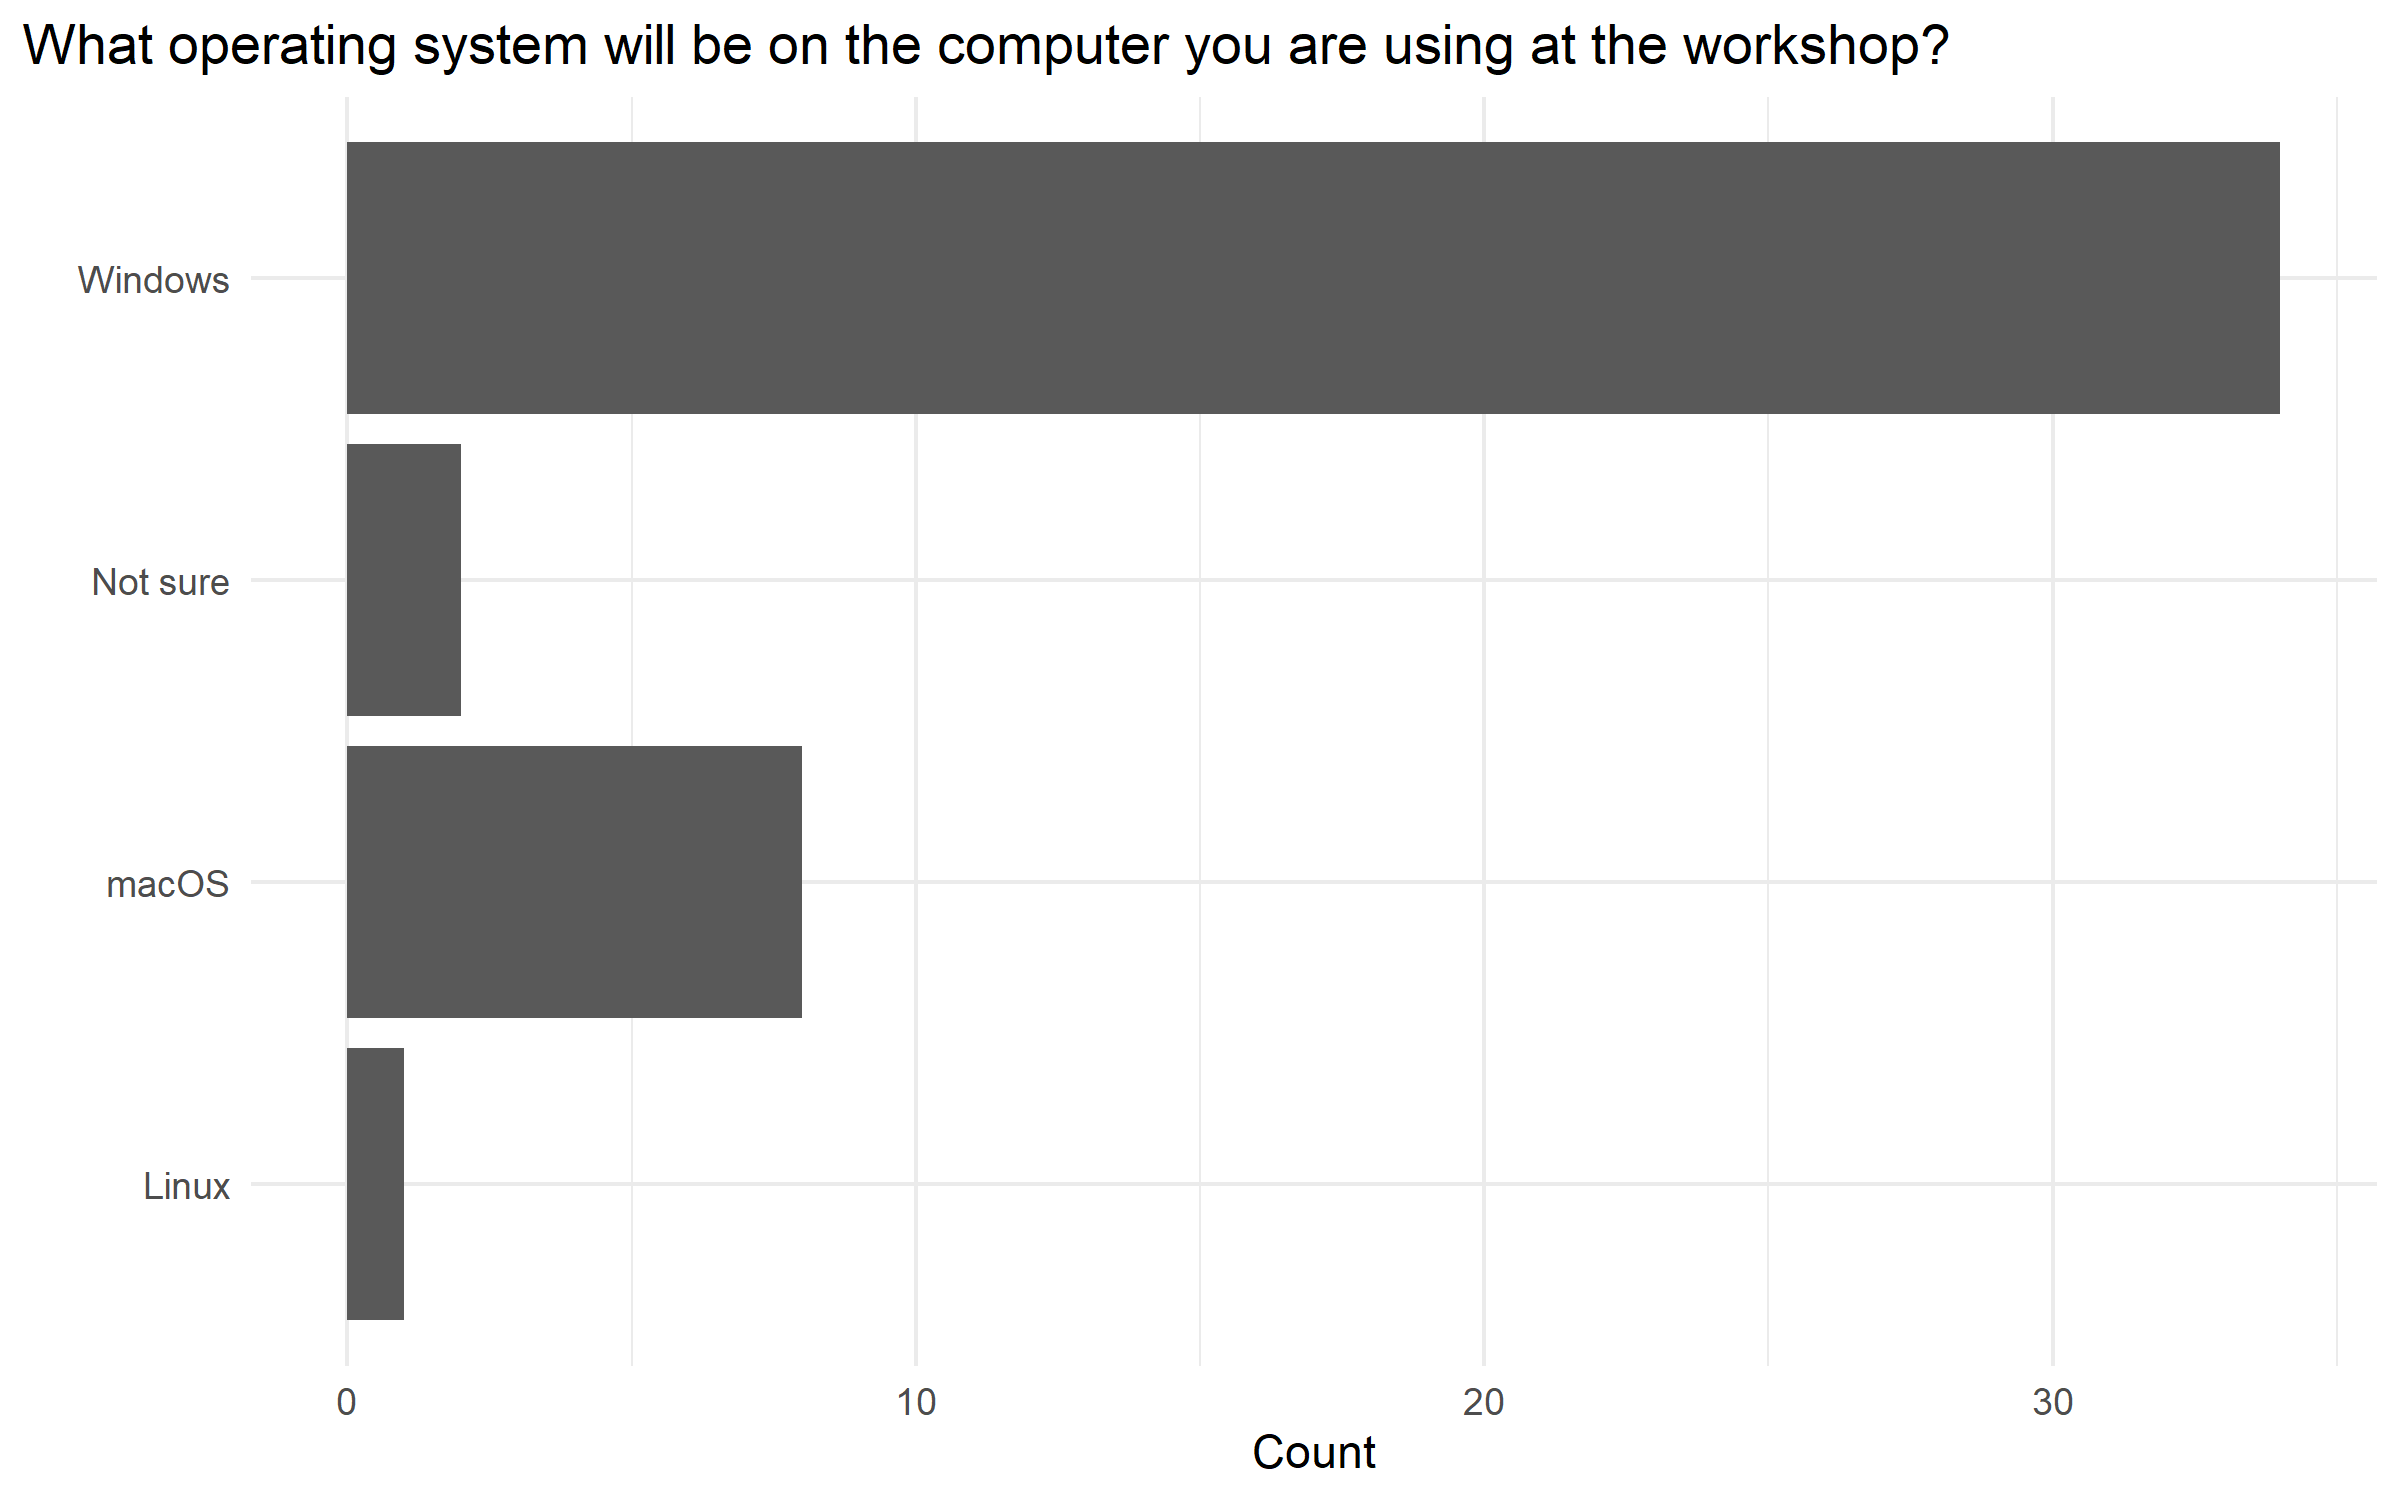 What operating system will be on the computer you are using at the workshop?
Windows
Not sure
macOS
Linux
0 10 20 30
Count